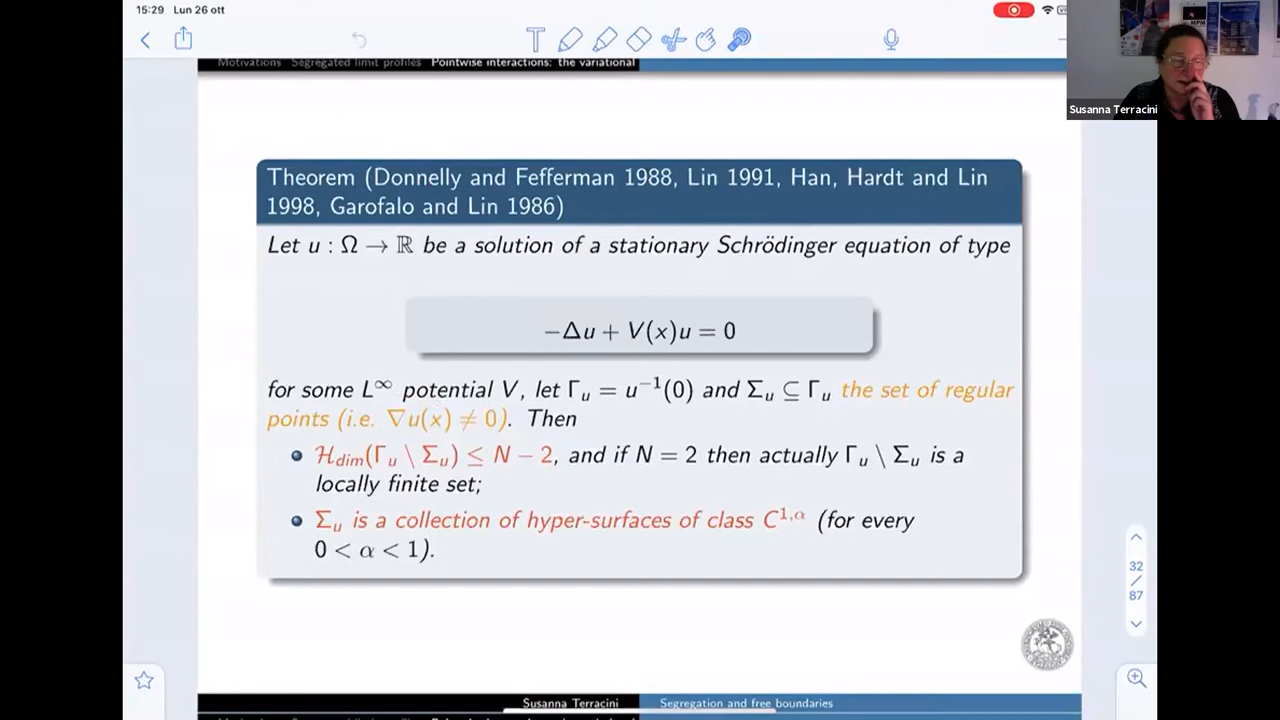 15:29 Lun 26 ott
Motivations Segregated limit profiles Pointwise interactions: the variational
Susanna Terracini
Theorem (Donnelly and Fefferman 1988, Lin 1991, Han, Hardt and Lin
1998, Garofalo and Lin 1986)
Let u : Ω → ℝ be a solution of a stationary Schrödinger equation of type
−Δu + V(x)u = 0
for some L^∞ potential V, let Γ_u = u^{−1}(0) and Σ_u ⊆ Γ_u the set of regular
points (i.e. ∇u(x) ≠ 0). Then
ℋ_dim(Γ_u \ Σ_u) ≤ N − 2, and if N = 2 then actually Γ_u \ Σ_u is a
locally finite set;
Σ_u is a collection of hyper-surfaces of class C^{1,α} (for every
0 < α < 1).
32
/
87
Susanna Terracini Segregation and free boundaries